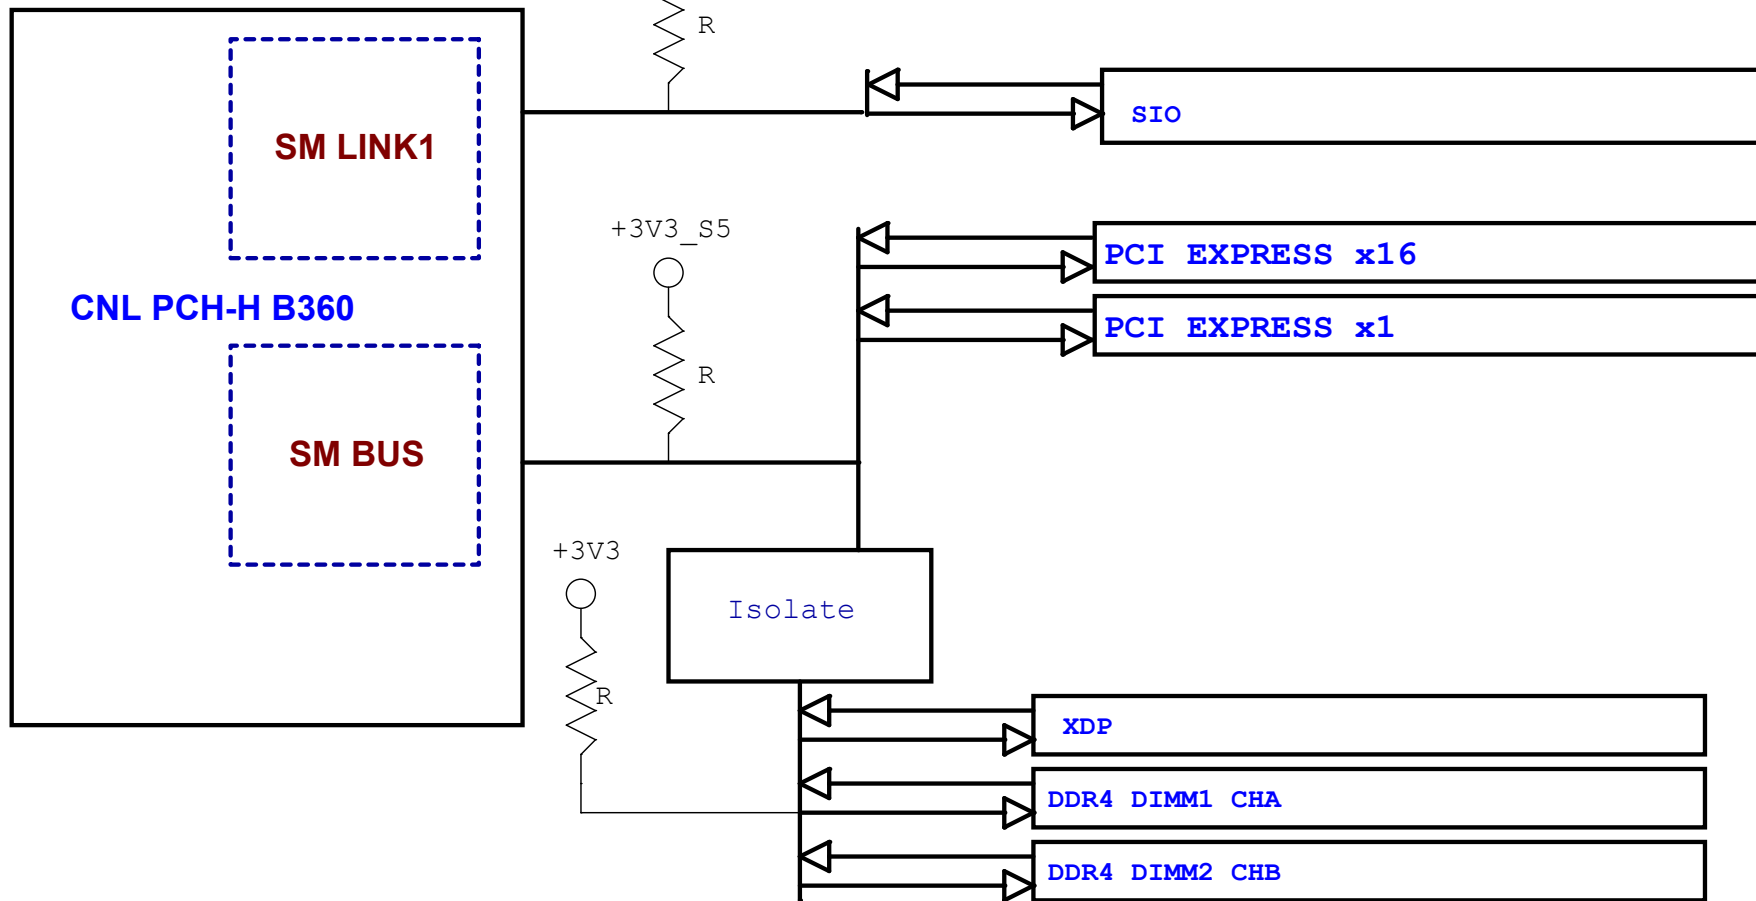 R
SM LINK1
SIO
+3V3_S5
PCI EXPRESS x16
CNL PCH-H B360
PCI EXPRESS x1
R
SM BUS
+3V3
Isolate
R
XDP
DDR4 DIMM1 CHA
DDR4 DIMM2 CHB